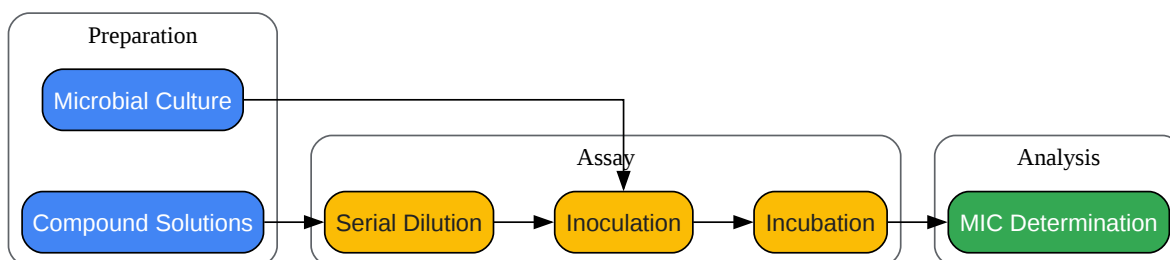 Preparation
Microbial Culture
Compound Solutions
Assay
Serial Dilution
Inoculation
Incubation
Analysis
MIC Determination